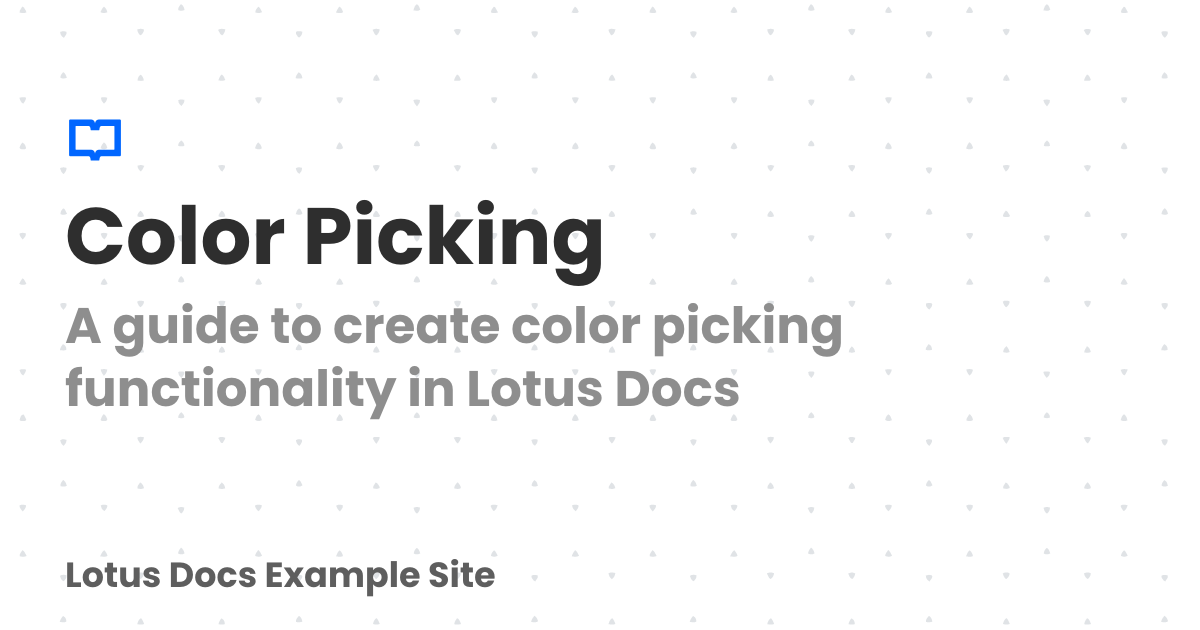 Color Picking
A guide to create color picking
functionality in Lotus Docs
Lotus Docs Example Site